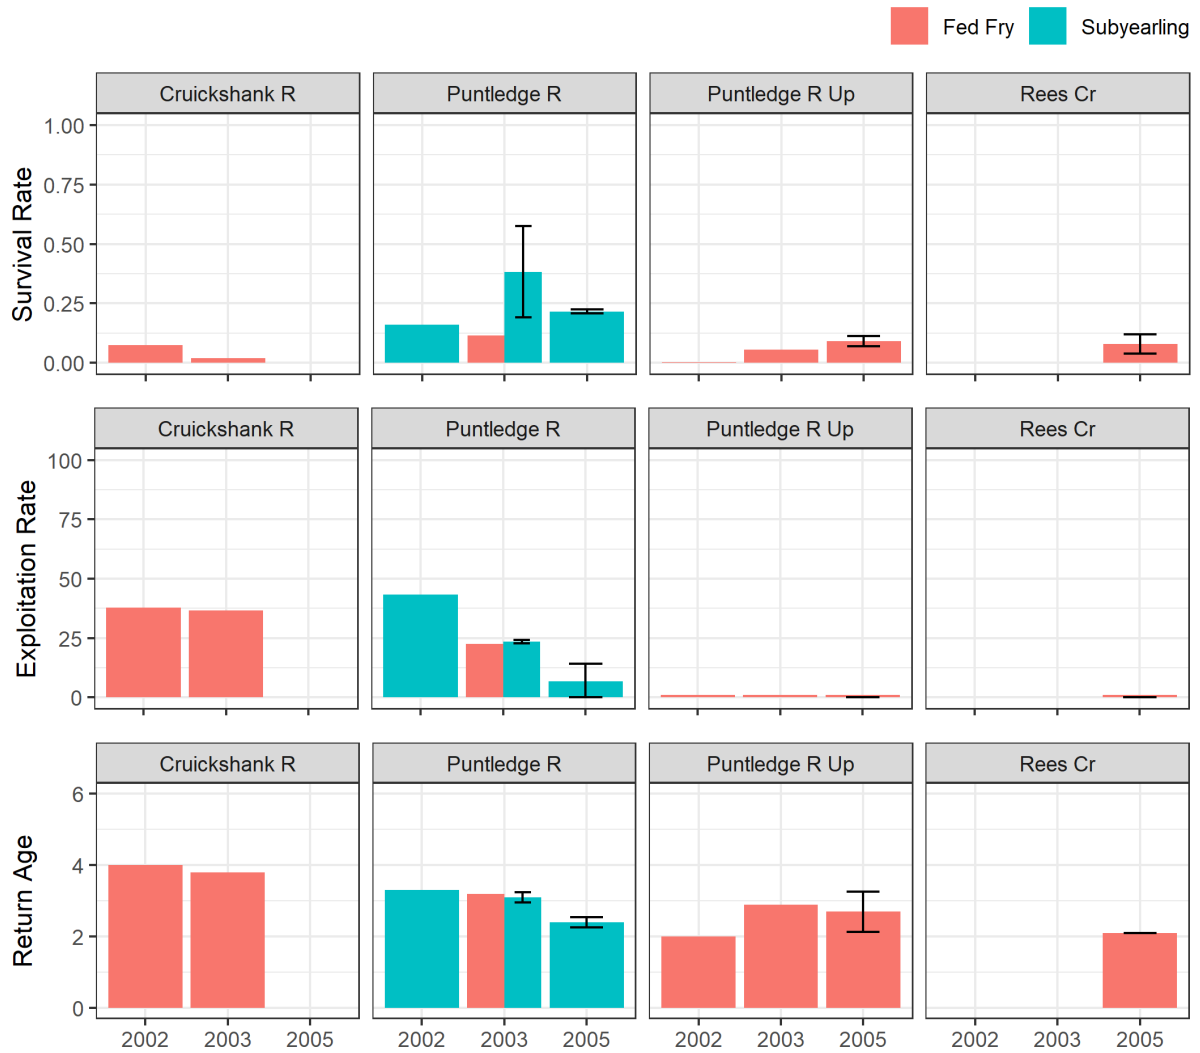 Fed Fry Subyearling
Cruickshank R Puntledge R Puntledge R Up Rees Cr
Survival Rate
1.00
0.75
0.50
0.25
0.00
Cruickshank R Puntledge R Puntledge R Up Rees Cr
Exploitation Rate
100
75
50
25
0
Cruickshank R Puntledge R Puntledge R Up Rees Cr
Return Age
6
4
2
0
2002 2003 2005 2002 2003 2005 2002 2003 2005 2002 2003 2005